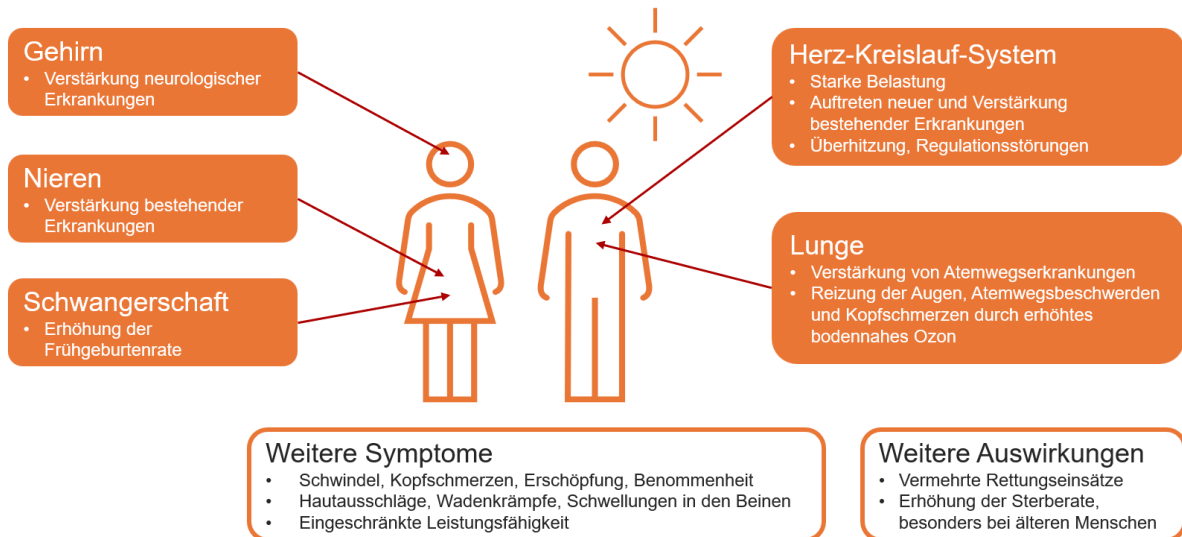 Gehirn
• Verstärkung neurologischer
Erkrankungen
Nieren
• Verstärkung bestehender
Erkrankungen
Schwangerschaft
• Erhöhung der
Frühgeburtenrate
Herz-Kreislauf-System
• Starke Belastung
• Auftreten neuer und Verstärkung
bestehender Erkrankungen
• Überhitzung, Regulationsstörungen
Lunge
• Verstärkung von Atemwegserkrankungen
• Reizung der Augen, Atemwegsbeschwerden
und Kopfschmerzen durch erhöhtes
bodennahes Ozon
Weitere Symptome
• Schwindel, Kopfschmerzen, Erschöpfung, Benommenheit
• Hautausschläge, Wadenkrämpfe, Schwellungen in den Beinen
• Eingeschränkte Leistungsfähigkeit
Weitere Auswirkungen
• Vermehrte Rettungseinsätze
• Erhöhung der Sterberate,
besonders bei älteren Menschen